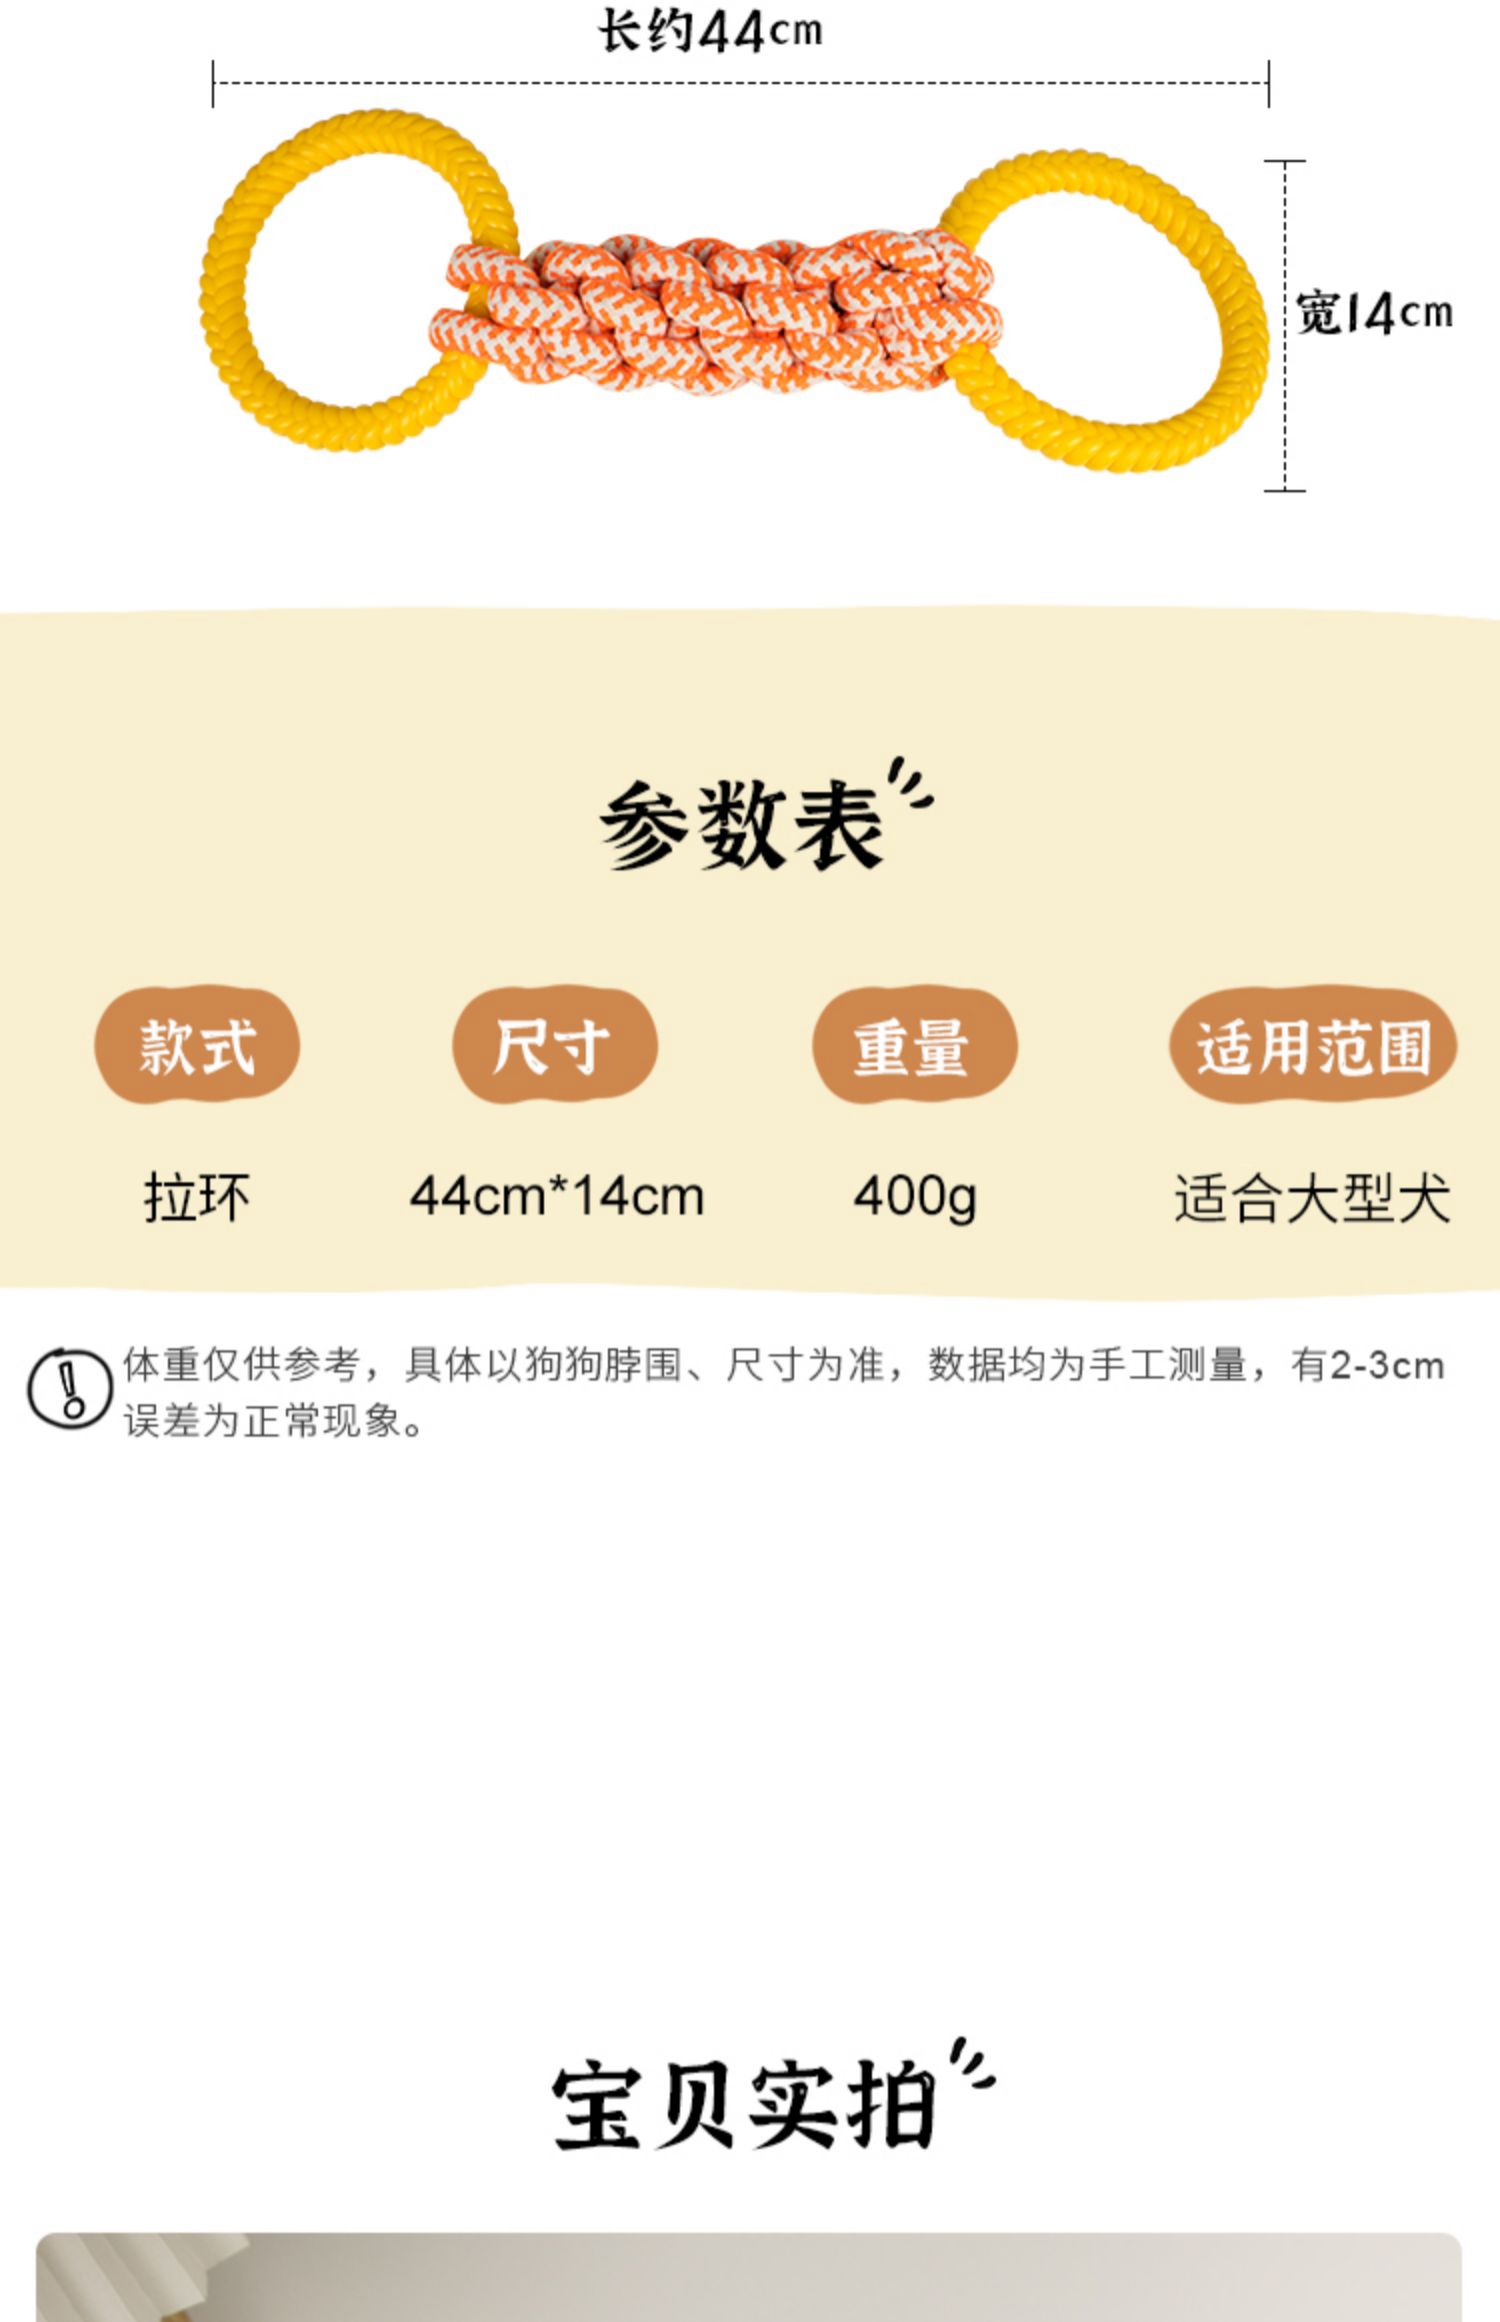 长约44cm
宽14cm
参数表
款式 尺寸 重量 适用范围
拉环 44cm*14cm 400g 适合大型犬
体重仅供参考，具体以狗狗脖围、尺寸为准，数据均为手工测量，有2-3cm
误差为正常现象。
宝贝实拍